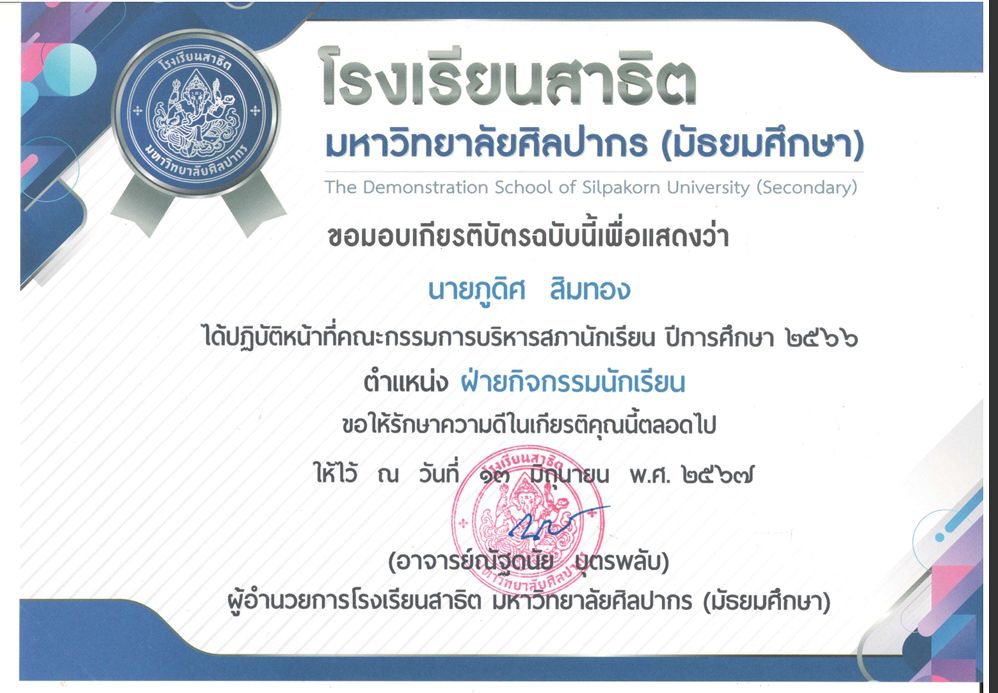 โรงเรียนสาธิต
มหาวิทยาลัยศิลปากร
โรงเรียนสาธิต
มหาวิทยาลัยศิลปากร (มัธยมศึกษา)
The Demonstration School of Silpakorn University (Secondary)
ขอมอบเกียรติบัตรฉบับนี้เพื่อแสดงว่า
นายภูดิศ สิมทอง
ได้ปฏิบัติหน้าที่คณะกรรมการบริหารสภานักเรียน ปีการศึกษา ๒๕๖๖
ตำแหน่ง ฝ่ายกิจกรรมนักเรียน
ขอให้รักษาความดีในเกียรติคุณนี้ตลอดไป
ให้ไว้ ณ วันที่ ๑๓ มิถุนายน พ.ศ. ๒๕๖๗
โรงเรียนสาธิต
มหาวิทยาลัยศิลปากร
(อาจารย์ณัฐดนัย บุตรพลับ)
ผู้อำนวยการโรงเรียนสาธิต มหาวิทยาลัยศิลปากร (มัธยมศึกษา)